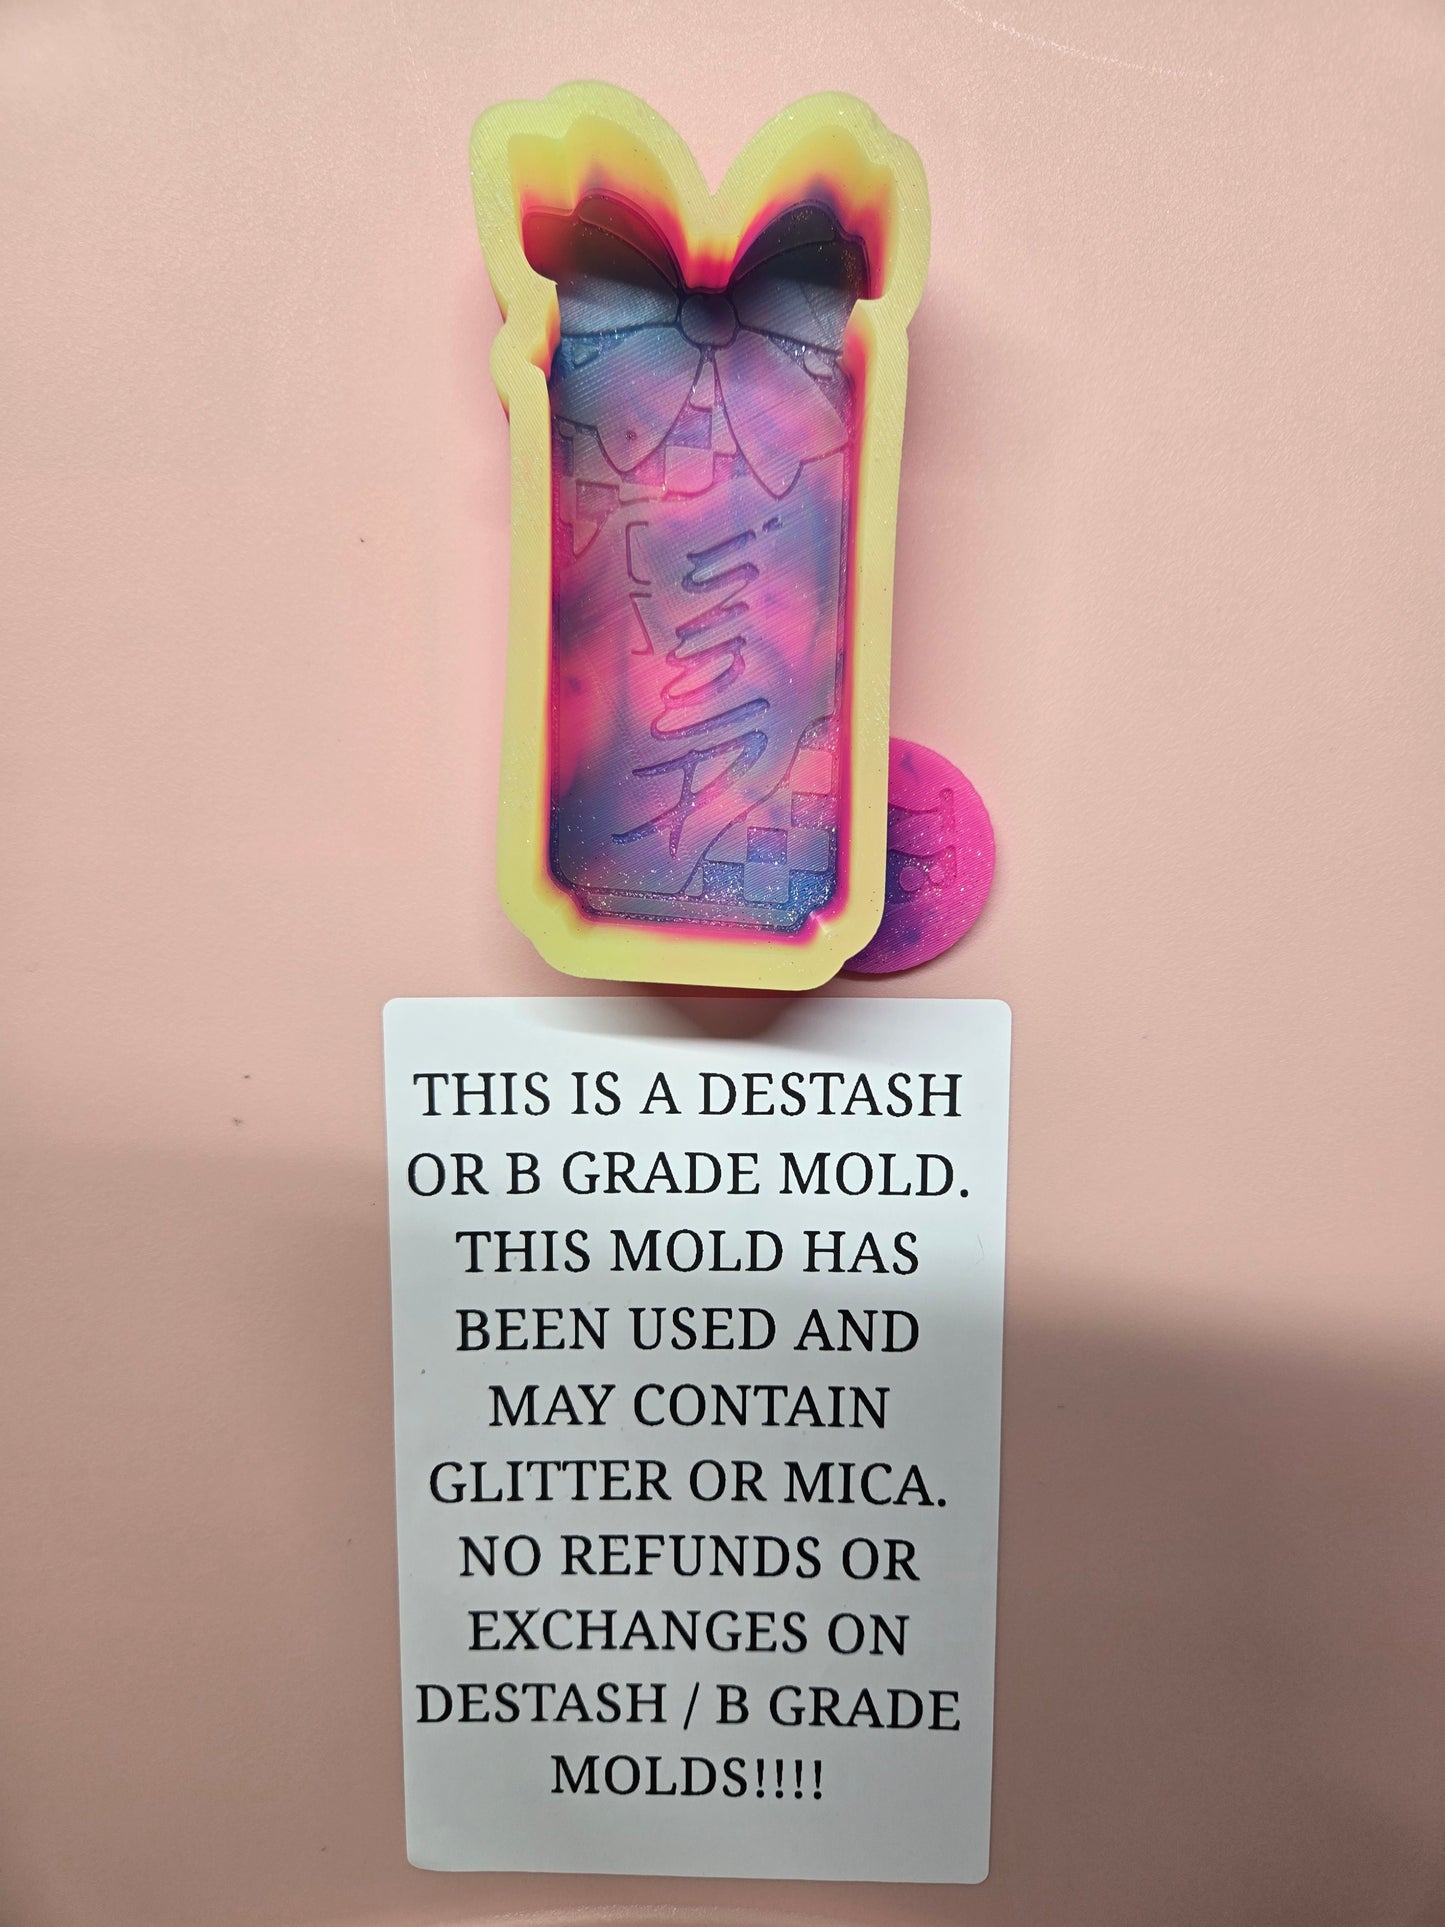 THIS IS A DESTASH
OR B GRADE MOLD.
THIS MOLD HAS
BEEN USED AND
MAY CONTAIN
GLITTER OR MICA.
NO REFUNDS OR
EXCHANGES ON
DESTASH / B GRADE
MOLDS!!!!